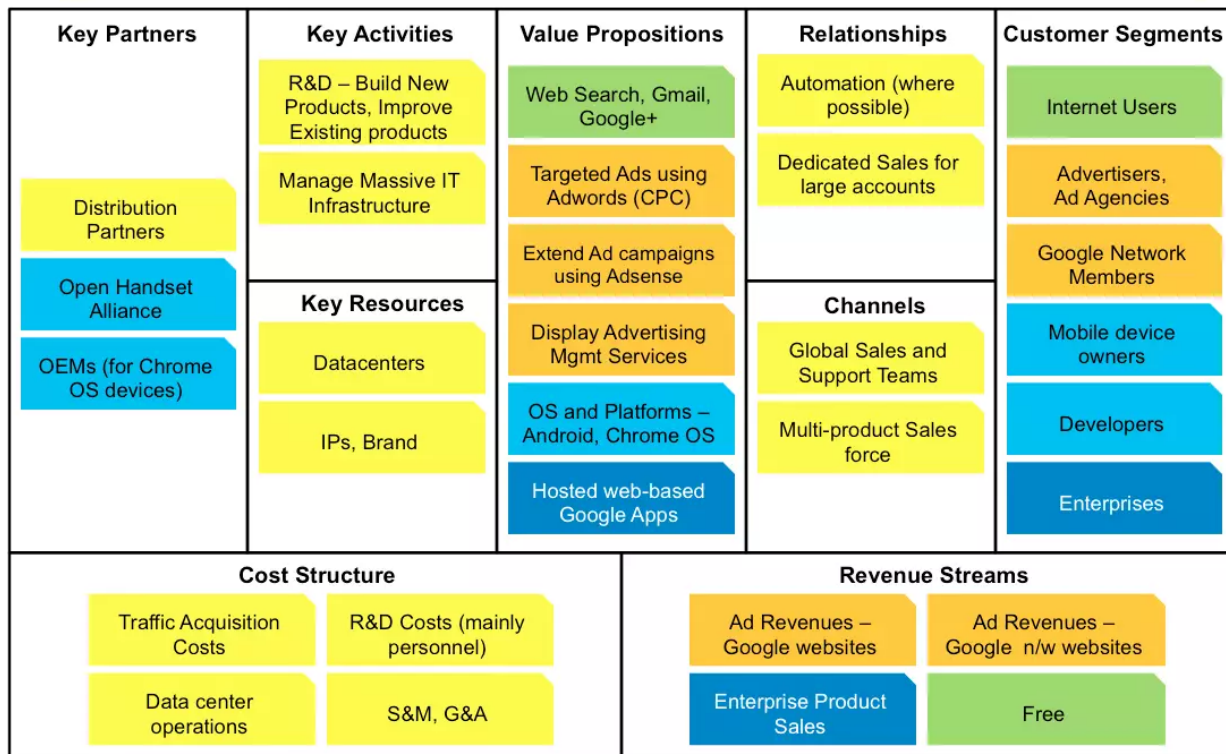 Key Partners
Distribution
Partners
Open Handset
Alliance
OEMs (for Chrome
OS devices)
Key Activities
R&D – Build New
Products, Improve
Existing products
Manage Massive IT
Infrastructure
Key Resources
Datacenters
IPs, Brand
Value Propositions
Web Search, Gmail,
Google+
Targeted Ads using
Adwords (CPC)
Extend Ad campaigns
using Adsense
Display Advertising
Mgmt Services
OS and Platforms –
Android, Chrome OS
Hosted web-based
Google Apps
Relationships
Automation (where
possible)
Dedicated Sales for
large accounts
Channels
Global Sales and
Support Teams
Multi-product Sales
force
Customer Segments
Internet Users
Advertisers,
Ad Agencies
Google Network
Members
Mobile device
owners
Developers
Enterprises
Cost Structure
Traffic Acquisition
Costs
R&D Costs (mainly
personnel)
Data center
operations
S&M, G&A
Revenue Streams
Ad Revenues –
Google websites
Ad Revenues –
Google n/w websites
Enterprise Product
Sales
Free